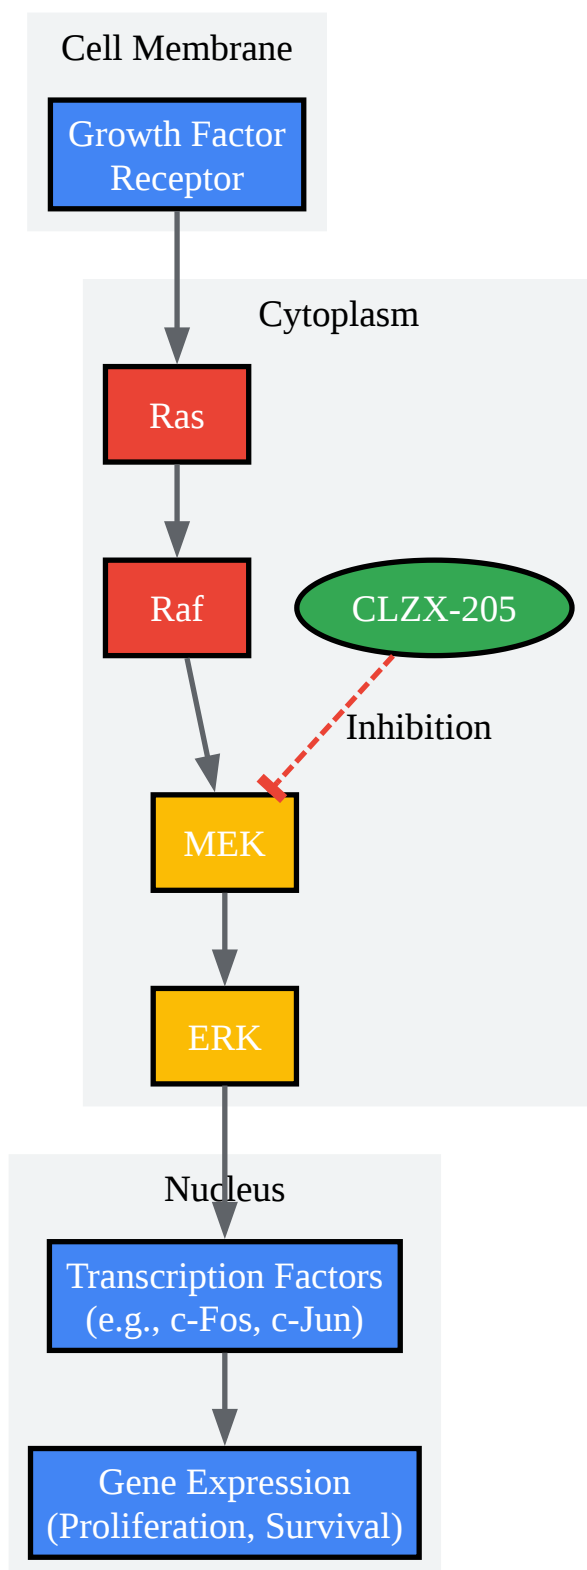 Cell Membrane
Growth Factor
Receptor
Cytoplasm
Ras
Raf
CLZX-205
Inhibition
MEK
ERK
Nucleus
Transcription Factors
(e.g., c-Fos, c-Jun)
Gene Expression
(Proliferation, Survival)